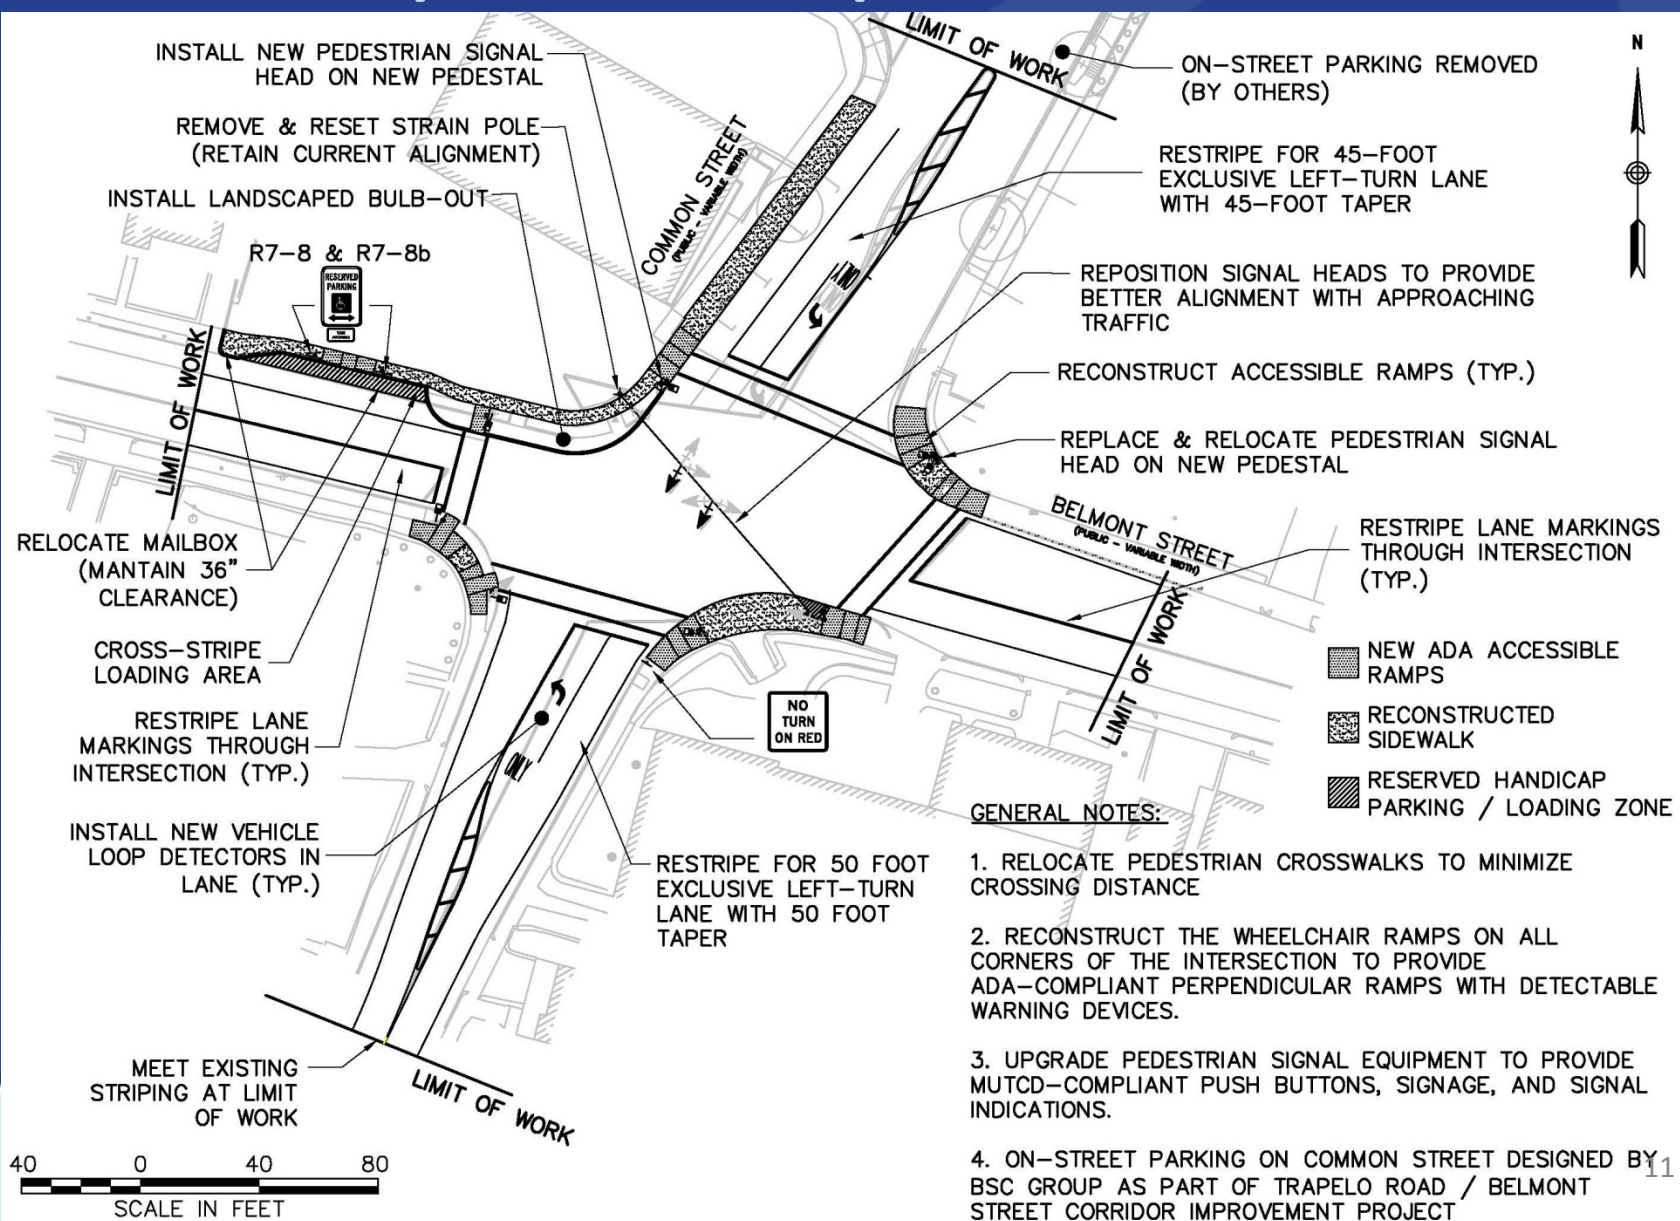 INSTALL NEW PEDESTRIAN SIGNAL
HEAD ON NEW PEDESTAL
REMOVE & RESET STRAIN POLE
(RETAIN CURRENT ALIGNMENT)
INSTALL LANDSCAPED BULB-OUT
R7-8 & R7-8b
RESERVED
PARKING
LIMIT OF WORK
COMMON STREET
(PUBLIC - VARIABLE WIDTH)
ONLY
LIMIT OF WORK
ON-STREET PARKING REMOVED
(BY OTHERS)
N
RESTRIPE FOR 45-FOOT
EXCLUSIVE LEFT-TURN LANE
WITH 45-FOOT TAPER
REPOSITION SIGNAL HEADS TO PROVIDE
BETTER ALIGNMENT WITH APPROACHING
TRAFFIC
RECONSTRUCT ACCESSIBLE RAMPS (TYP.)
REPLACE & RELOCATE PEDESTRIAN SIGNAL
HEAD ON NEW PEDESTAL
BELMONT STREET
(PUBLIC - VARIABLE WIDTH)
RESTRIPE LANE MARKINGS
THROUGH INTERSECTION
(TYP.)
LIMIT OF WORK
RELOCATE MAILBOX
(MANTAIN 36"
CLEARANCE)
CROSS-STRIPE
LOADING AREA
RESTRIPE LANE
MARKINGS THROUGH
INTERSECTION (TYP.)
INSTALL NEW VEHICLE
LOOP DETECTORS IN
LANE (TYP.)
ONLY
NO
TURN
ON RED
RESTRIPE FOR 50 FOOT
EXCLUSIVE LEFT-TURN
LANE WITH 50 FOOT
TAPER
MEET EXISTING
STRIPING AT LIMIT
OF WORK
LIMIT OF WORK
40 0 40 80
SCALE IN FEET
NEW ADA ACCESSIBLE
RAMPS
RECONSTRUCTED
SIDEWALK
RESERVED HANDICAP
PARKING / LOADING ZONE
GENERAL NOTES:
1. RELOCATE PEDESTRIAN CROSSWALKS TO MINIMIZE
CROSSING DISTANCE
2. RECONSTRUCT THE WHEELCHAIR RAMPS ON ALL
CORNERS OF THE INTERSECTION TO PROVIDE
ADA-COMPLIANT PERPENDICULAR RAMPS WITH DETECTABLE
WARNING DEVICES.
3. UPGRADE PEDESTRIAN SIGNAL EQUIPMENT TO PROVIDE
MUTCD-COMPLIANT PUSH BUTTONS, SIGNAGE, AND SIGNAL
INDICATIONS.
4. ON-STREET PARKING ON COMMON STREET DESIGNED BY
BSC GROUP AS PART OF TRAPELO ROAD / BELMONT
STREET CORRIDOR IMPROVEMENT PROJECT
11